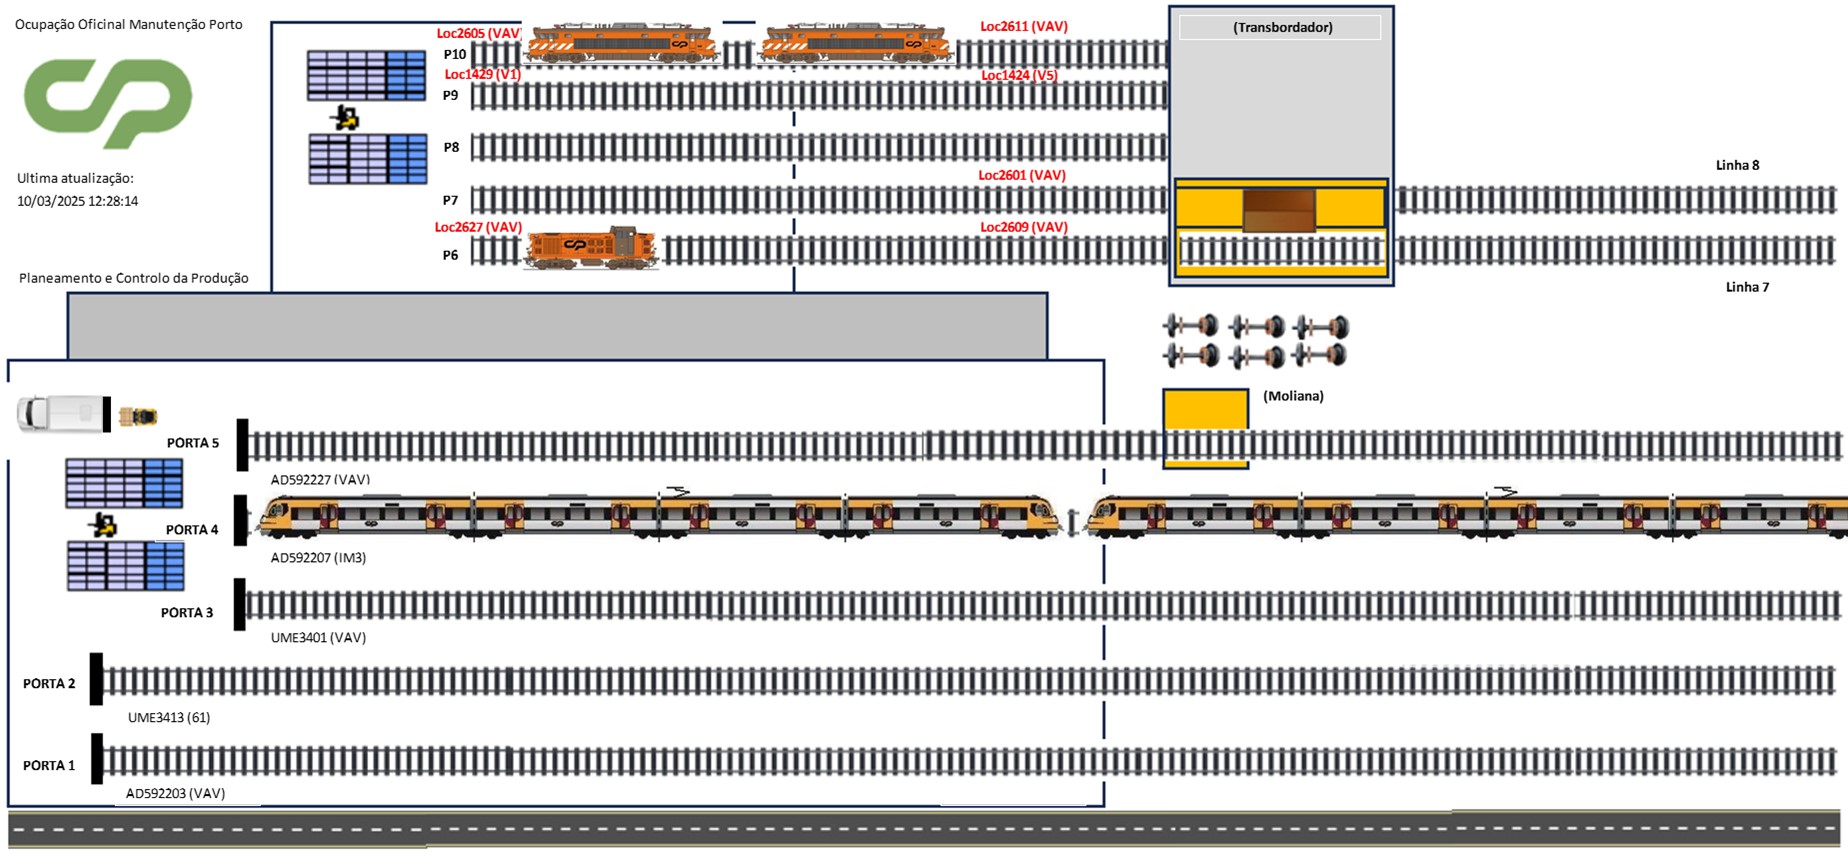 Ocupação Oficinal Manutenção Porto
Ultima atualização:
10/03/2025 12:28:14
Planeamento e Controlo da Produção
Loc2605 (VAV)
Loc2611 (VAV)
P10
Loc1429 (V1)
Loc1424 (V5)
P9
P8
Loc2601 (VAV)
P7
Loc2627 (VAV)
Loc2609 (VAV)
P6
(Transbordador)
Linha 8
Linha 7
(Moliana)
PORTA 5
AD592227 (VAV)
PORTA 4
AD592207 (IM3)
PORTA 3
UME3401 (VAV)
PORTA 2
UME3413 (61)
PORTA 1
AD592203 (VAV)